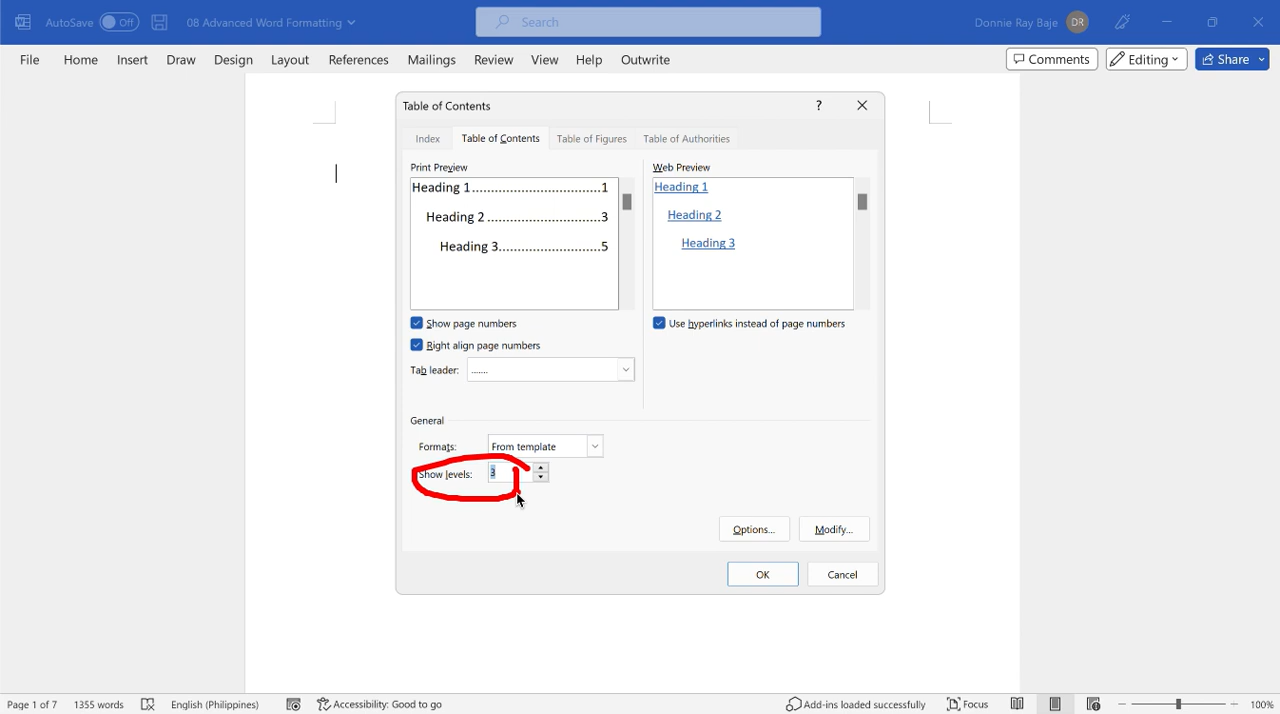 AutoSave Off 08 Advanced Word Formatting Search Donnie Ray Baje DR
File Home Insert Draw Design Layout References Mailings Review View Help Outwrite Comments Editing Share
Table of Contents ?
Index Table of Contents Table of Figures Table of Authorities
Print Preview
Heading 1................................1
Heading 2............................3
Heading 3.........................5
Show page numbers
Right align page numbers
Tab leader: .......
Web Preview
Heading 1
Heading 2
Heading 3
Use hyperlinks instead of page numbers
General
Formats: From template
Show levels: 3
Options... Modify...
OK Cancel
Page 1 of 7 1355 words English (Philippines) Accessibility: Good to go Add-ins loaded successfully Focus 100%